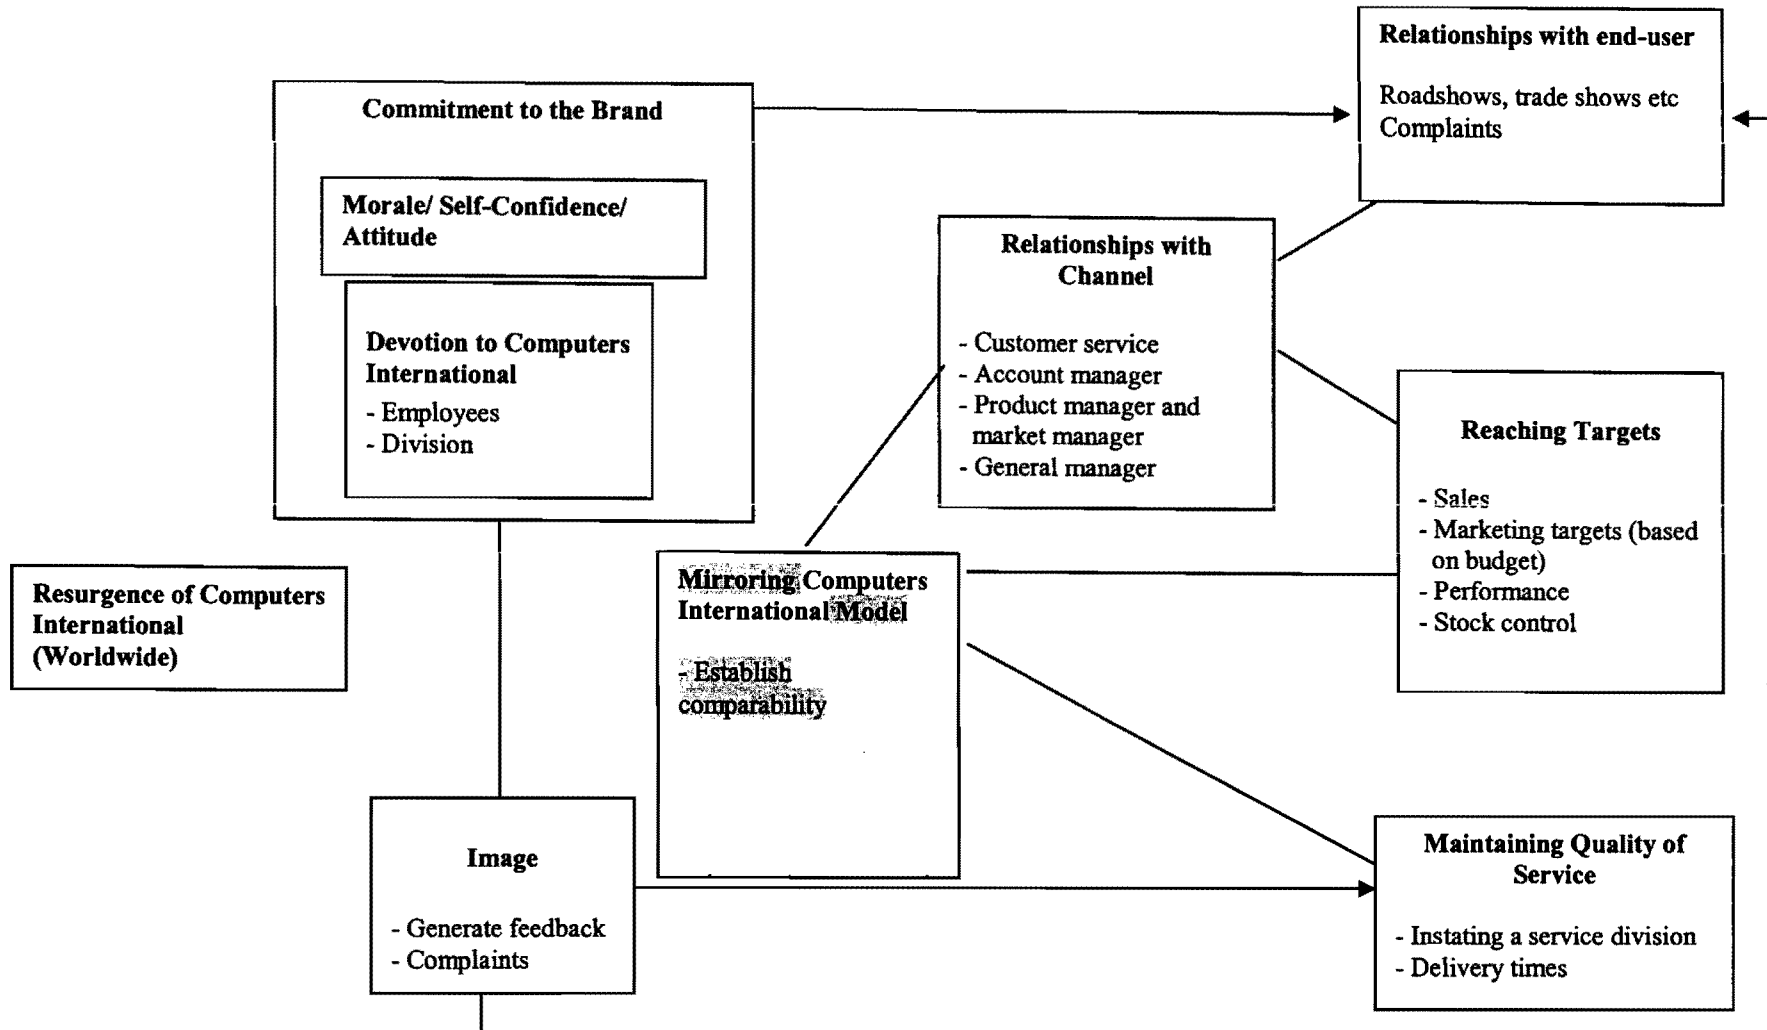 Relationships with end-user
Roadshows, trade shows etc
Complaints
Commitment to the Brand
Morale/ Self-Confidence/
Attitude
Devotion to Computers
International
- Employees
- Division
Relationships with
Channel
- Customer service
- Account manager
- Product manager and
market manager
- General manager
Reaching Targets
- Sales
- Marketing targets (based
on budget)
- Performance
- Stock control
Resurgence of Computers
International
(Worldwide)
Mirroring Computers
International Model
- Establish
comparability
Image
- Generate feedback
- Complaints
Maintaining Quality of
Service
- Instating a service division
- Delivery times